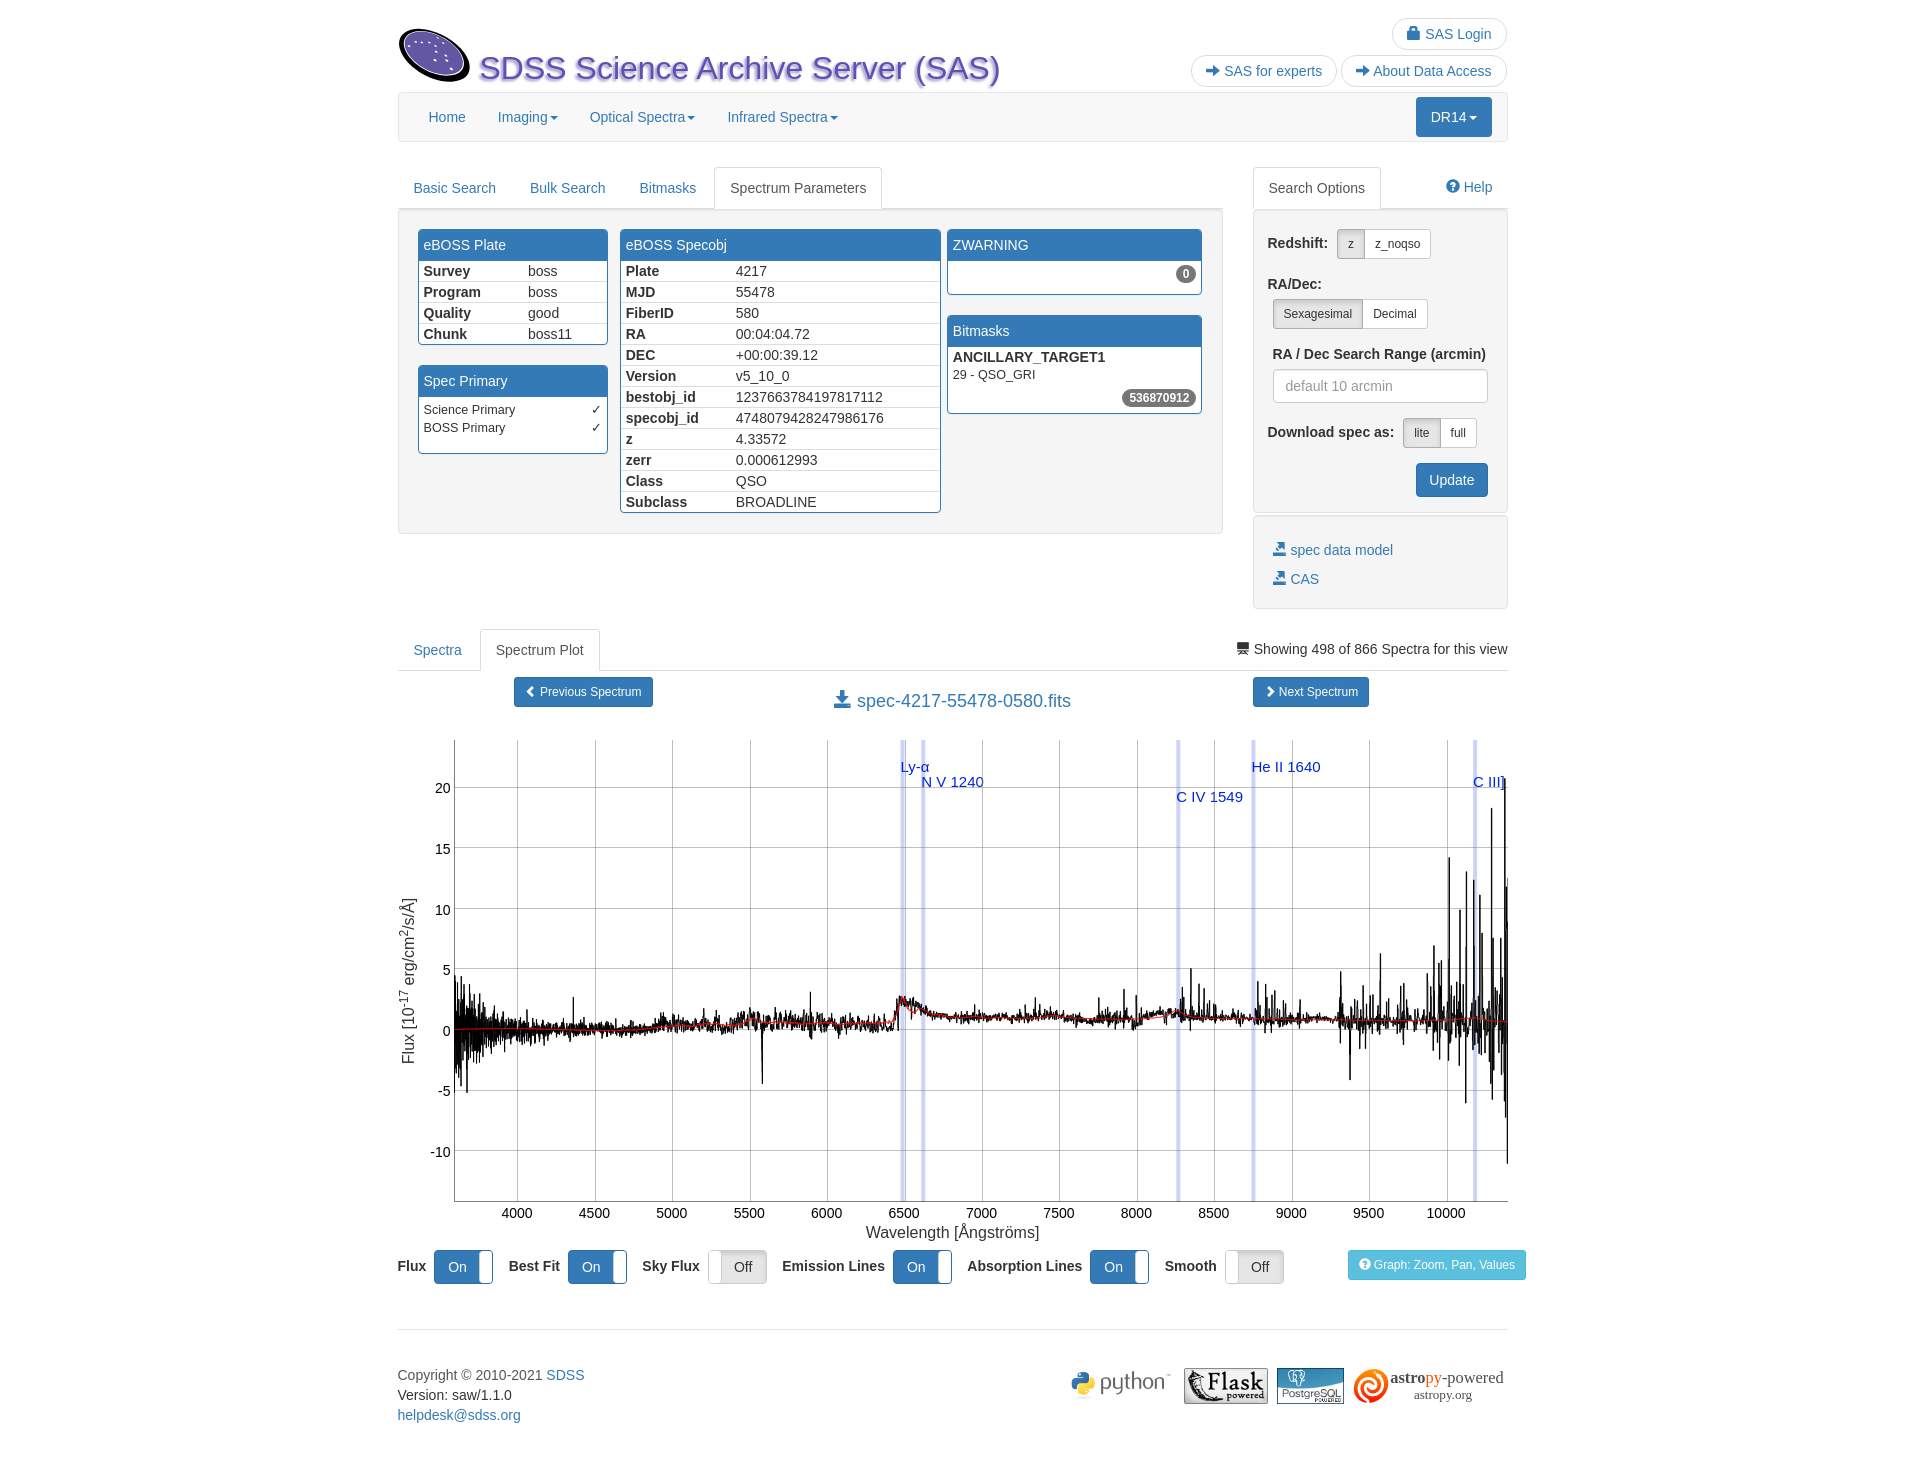 SAS Login
SDSS Science Archive Server (SAS)
SAS for experts
About Data Access
Home Imaging Optical Spectra Infrared Spectra DR14
Basic Search Bulk Search Bitmasks Spectrum Parameters
Search Options Help
eBOSS Plate
Survey boss
Program boss
Quality good
Chunk boss11
Spec Primary
Science Primary ✓
BOSS Primary ✓
eBOSS Specobj
Plate 4217
MJD 55478
FiberID 580
RA 00:04:04.72
DEC +00:00:39.12
Version v5_10_0
bestobj_id 1237663784197817112
specobj_id 4748079428247986176
z 4.33572
zerr 0.000612993
Class QSO
Subclass BROADLINE
ZWARNING
0
Bitmasks
ANCILLARY_TARGET1
29 - QSO_GRI
536870912
Redshift: z z_noqso
RA/Dec:
Sexagesimal Decimal
RA / Dec Search Range (arcmin)
default 10 arcmin
Download spec as: lite full
Update
spec data model
CAS
Spectra Spectrum Plot
Showing 498 of 866 Spectra for this view
Previous Spectrum
spec-4217-55478-0580.fits
Next Spectrum
Ly-α
N V 1240
C IV 1549
He II 1640
C III]
20
15
10
5
0
-5
-10
Flux [10-17 erg/cm2/s/Å]
4000 4500 5000 5500 6000 6500 7000 7500 8000 8500 9000 9500 10000
Wavelength [Ångströms]
Flux On Best Fit On Sky Flux Off Emission Lines On Absorption Lines On Smooth Off
Graph: Zoom, Pan, Values
Copyright © 2010-2021 SDSS
Version: saw/1.1.0
helpdesk@sdss.org
python
Flask
powered
PostgreSQL
POWERED
astropy-powered
astropy.org